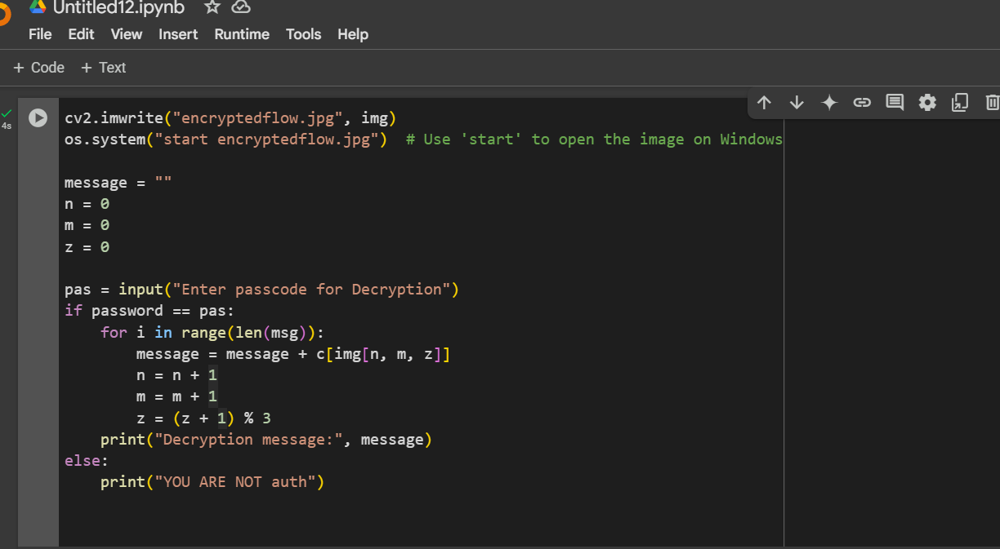 Untitled12.ipynb
File Edit View Insert Runtime Tools Help
+ Code + Text
4s
cv2.imwrite("encryptedflow.jpg", img)
os.system("start encryptedflow.jpg")  # Use 'start' to open the image on Windows
message = ""
n = 0
m = 0
z = 0
pas = input("Enter passcode for Decryption")
if password == pas:
    for i in range(len(msg)):
        message = message + c[img[n, m, z]]
        n = n + 1
        m = m + 1
        z = (z + 1) % 3
    print("Decryption message:", message)
else:
    print("YOU ARE NOT auth")